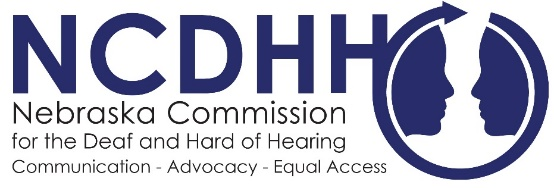 NCDHH
Nebraska Commission
for the Deaf and Hard of Hearing
Communication - Advocacy - Equal Access